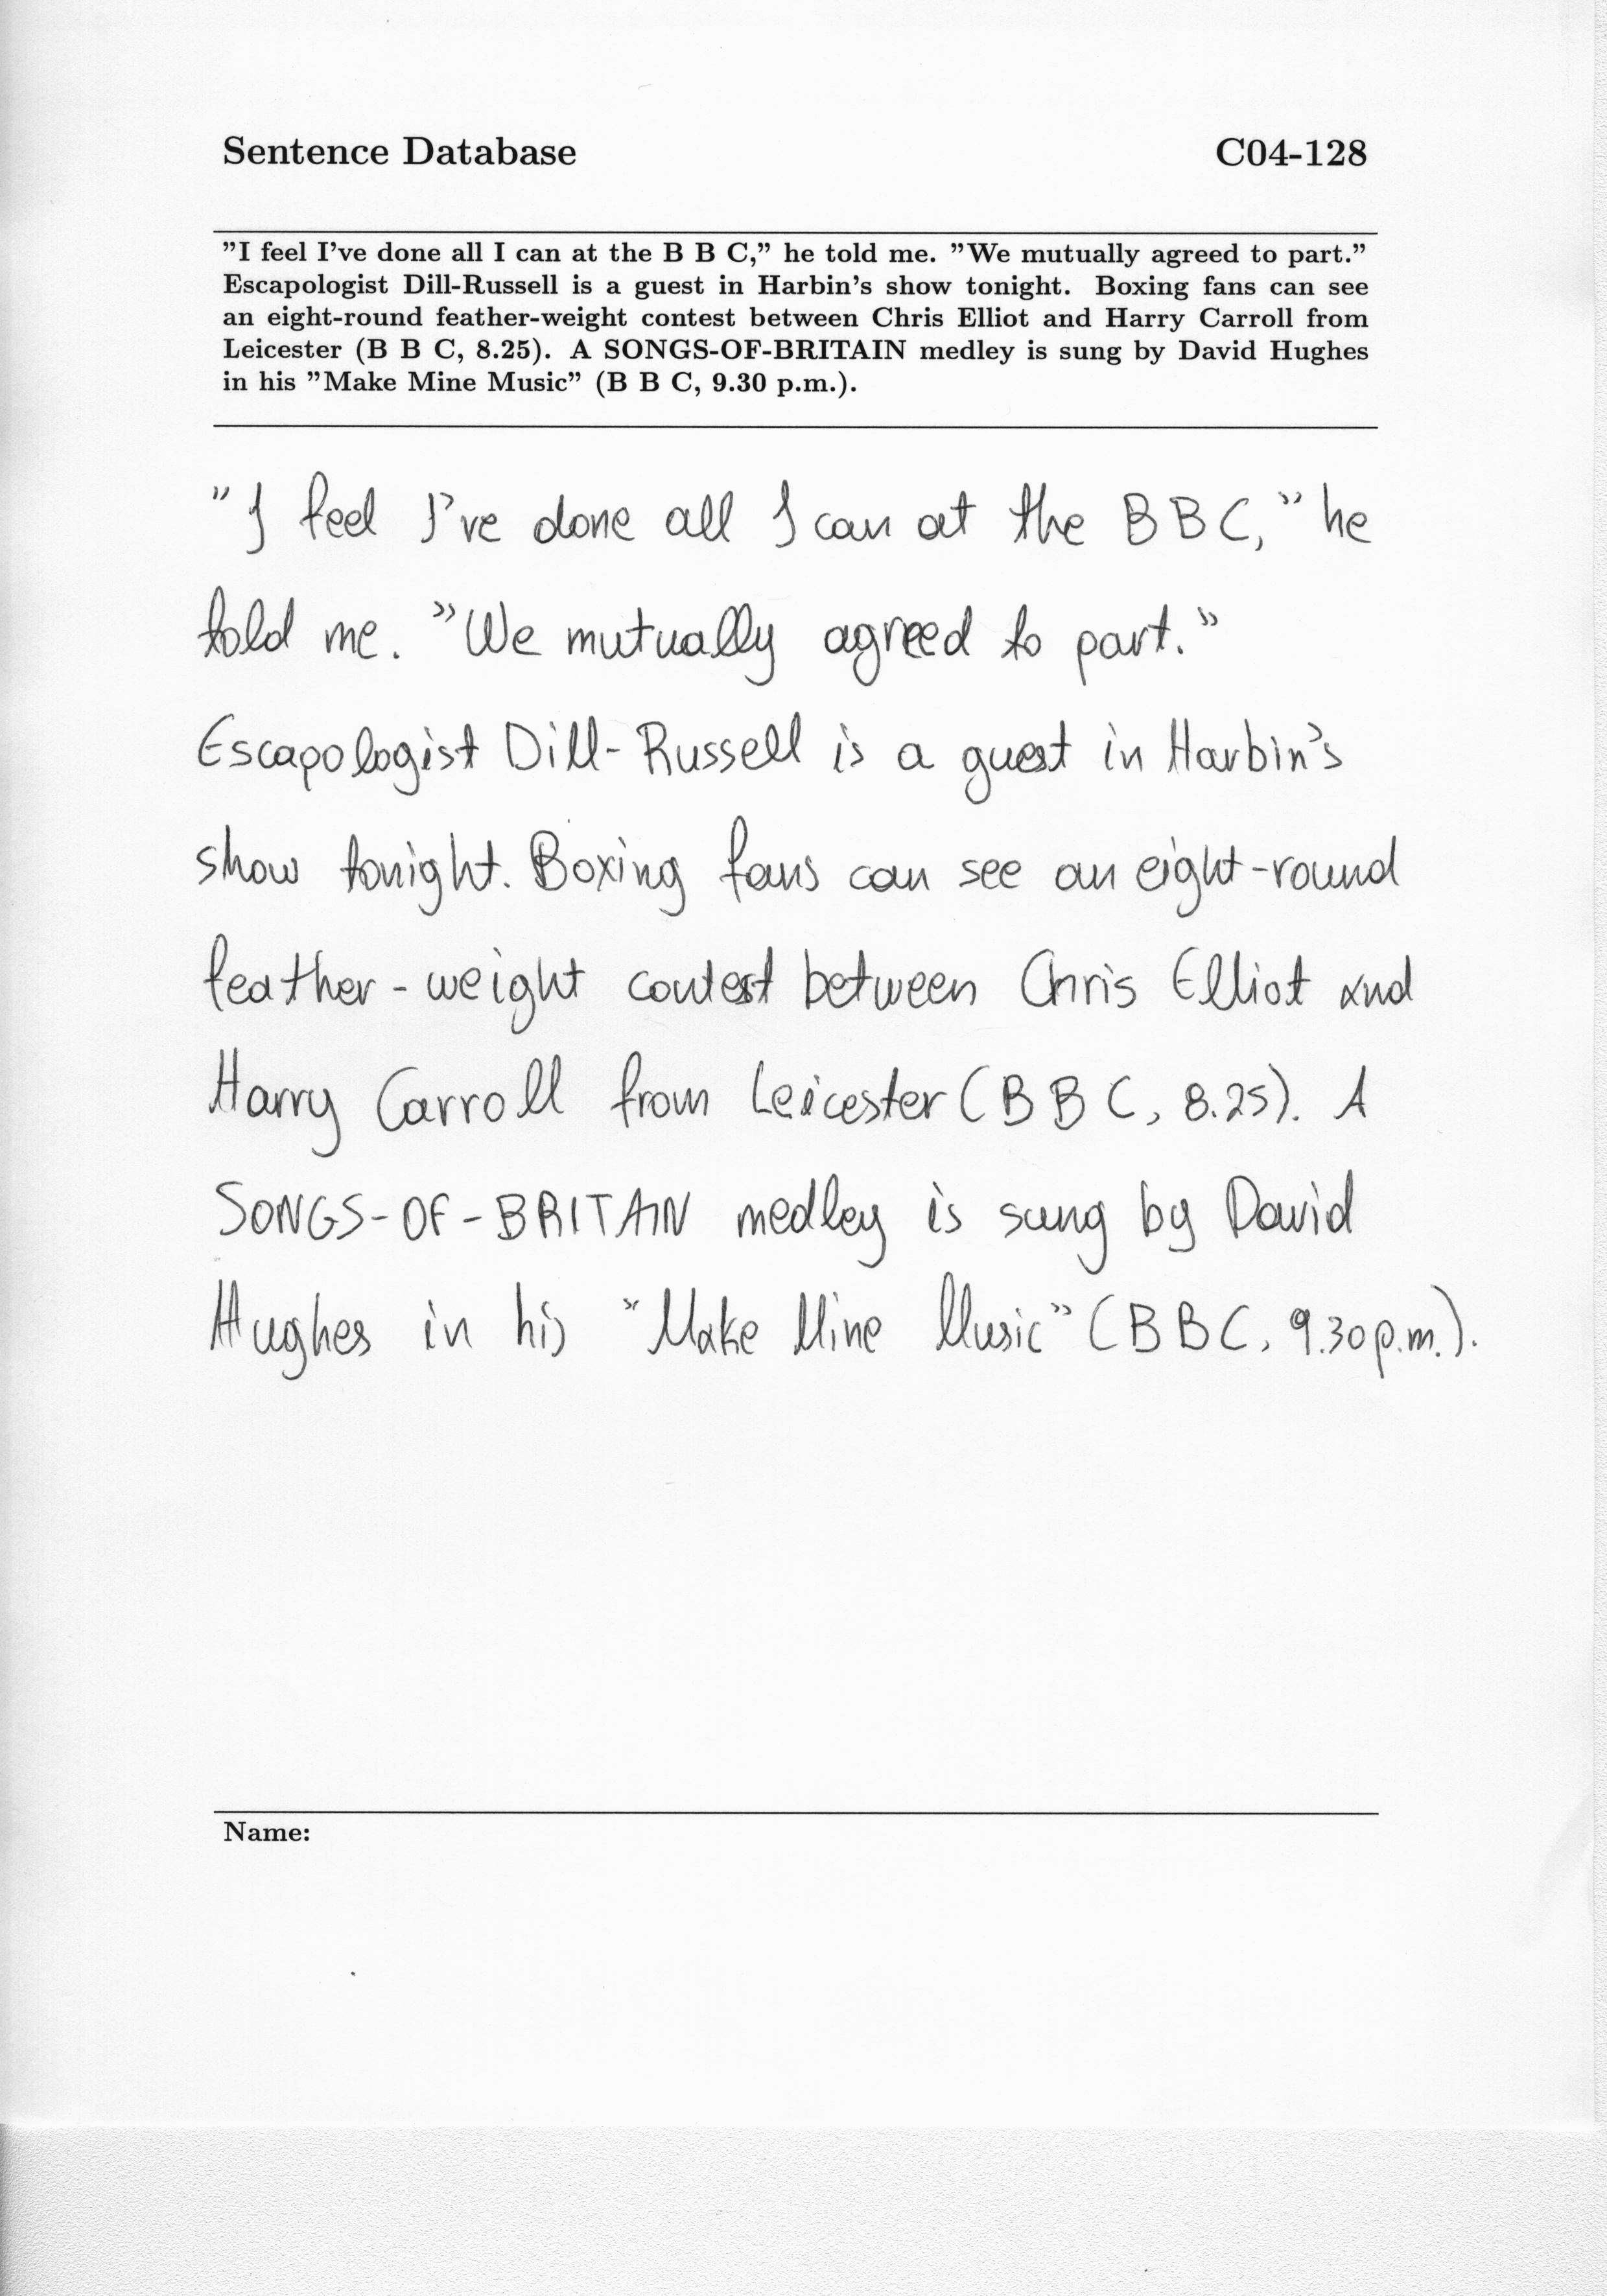 Sentence Database C04-128
"I feel I've done all I can at the B B C," he told me. "We mutually agreed to part."
Escapologist Dill-Russell is a guest in Harbin's show tonight. Boxing fans can see
an eight-round feather-weight contest between Chris Elliot and Harry Carroll from
Leicester (B B C, 8.25). A SONGS-OF-BRITAIN medley is sung by David Hughes
in his "Make Mine Music" (B B C, 9.30 p.m.).
"I feel I've done all I can at the B B C," he
told me. "We mutually agreed to part."
Escapologist Dill-Russell is a guest in Harbin's
show tonight. Boxing fans can see an eight-round
feather-weight contest between Chris Elliot and
Harry Carroll from Leicester (B B C, 8.25). A
SONGS-OF-BRITAIN medley is sung by David
Hughes in his "Make Mine Music" (B B C, 9.30 p.m.).
Name: